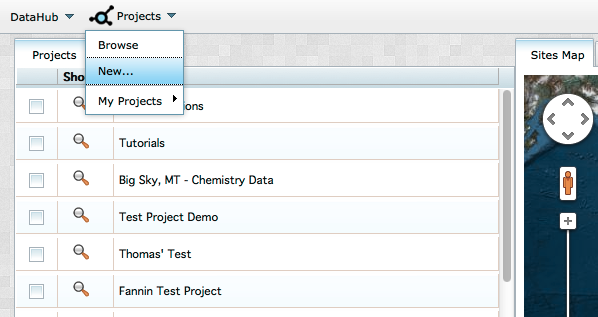 DataHub Projects
Projects
Browse
New...
My Projects
Sho
ons
Tutorials
Big Sky, MT - Chemistry Data
Test Project Demo
Thomas' Test
Fannin Test Project
Sites Map